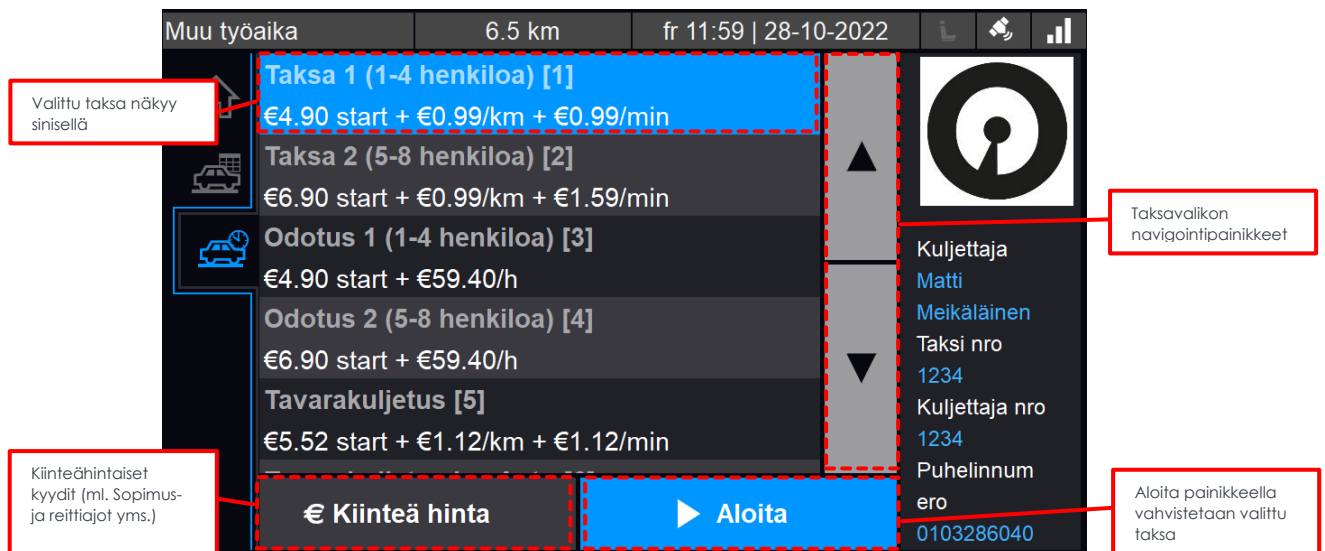 Muu työaika 6.5 km fr 11:59 | 28-10-2022
Valittu taksa näkyy
sinisellä
Taksa 1 (1-4 henkiloa) [1]
€4.90 start + €0.99/km + €0.99/min
Taksa 2 (5-8 henkiloa) [2]
€6.90 start + €0.99/km + €1.59/min
Odotus 1 (1-4 henkiloa) [3]
€4.90 start + €59.40/h
Odotus 2 (5-8 henkiloa) [4]
€6.90 start + €59.40/h
Tavarakuljetus [5]
€5.52 start + €1.12/km + €1.12/min
€ Kiinteä hinta
Aloita
Kiinteähintaiset
kyydit (ml. Sopimus-
ja reittiajot yms.)
Kuljettaja
Matti
Meikäläinen
Taksi nro
1234
Kuljettaja nro
1234
Puhelinnum
ero
0103286040
Taksavalikon
navigointipainikkeet
Aloita painikkeella
vahvistetaan valittu
taksa